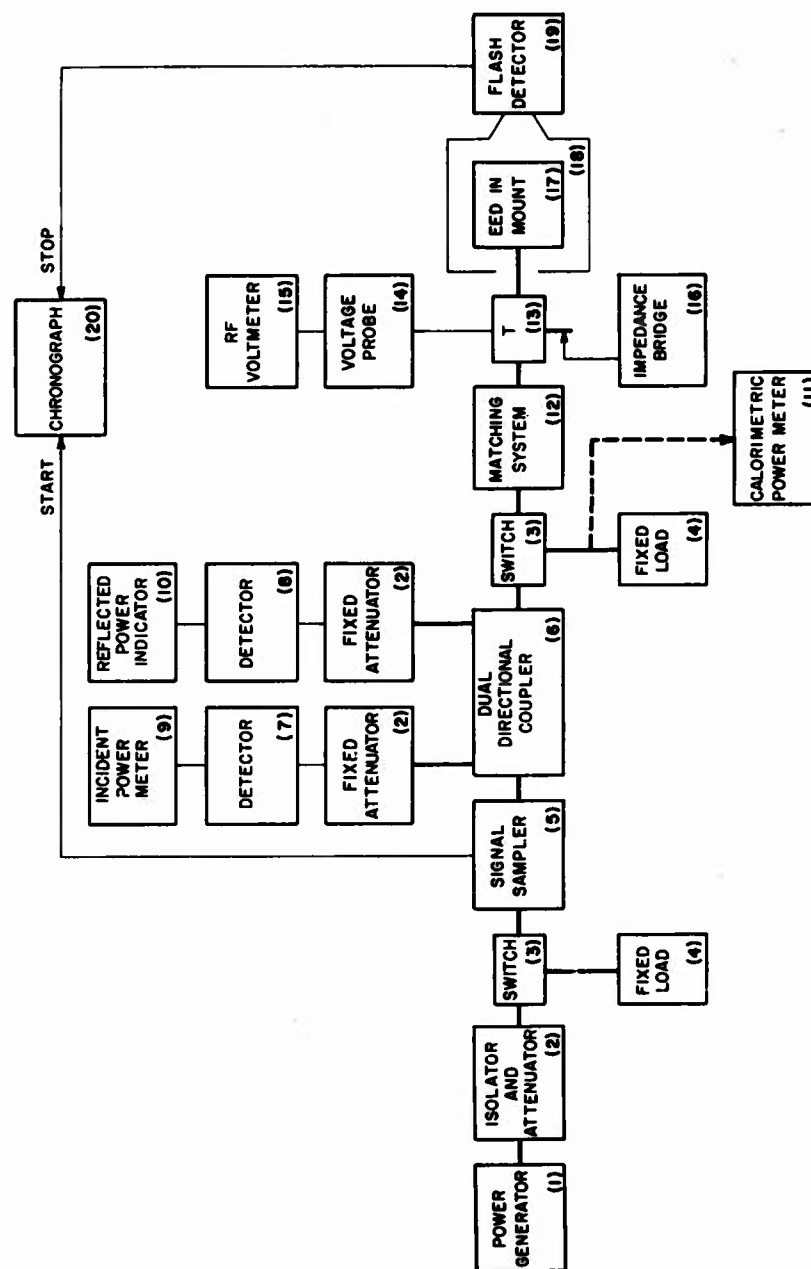 CHRONOGRAPH
(20)
START
STOP
INCIDENT
POWER
METER
(9)
REFLECTED
POWER
INDICATOR
(10)
DETECTOR
(7)
DETECTOR
(8)
RF
VOLTMETER
(15)
FIXED
ATTENUATOR
(2)
FIXED
ATTENUATOR
(2)
VOLTAGE
PROBE
(14)
POWER
GENERATOR
(1)
ISOLATOR
AND
ATTENUATOR
(2)
SWITCH
(3)
SIGNAL
SAMPLER
(5)
DUAL
DIRECTIONAL
COUPLER
(6)
SWITCH
(3)
MATCHING
SYSTEM
(12)
T
(13)
EED IN
MOUNT
(17)
(18)
FLASH
DETECTOR
(19)
FIXED
LOAD
(4)
FIXED
LOAD
(4)
IMPEDANCE
BRIDGE
(16)
CALORIMETRIC
POWER METER
(11)